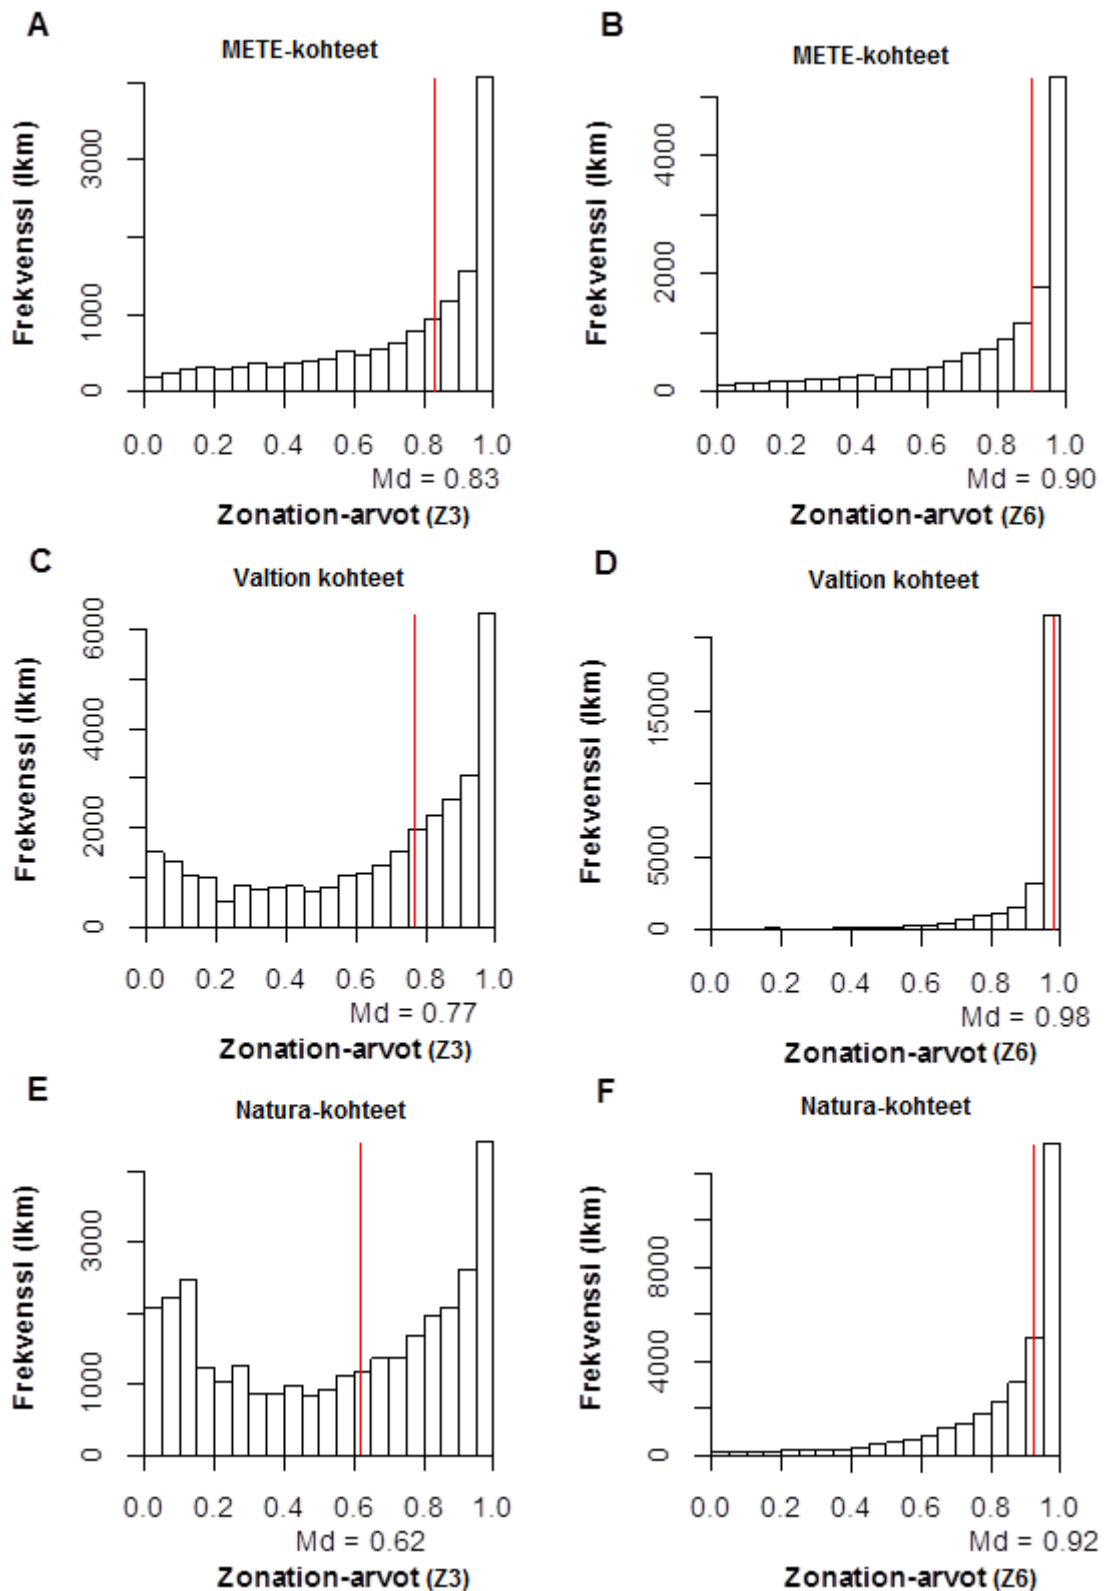 A
METE-kohteet
Frekvenssi (lkm)
0
1000
3000
0.0 0.2 0.4 0.6 0.8 1.0
Md = 0.83
Zonation-arvot (Z3)
B
METE-kohteet
Frekvenssi (lkm)
0
2000
4000
0.0 0.2 0.4 0.6 0.8 1.0
Md = 0.90
Zonation-arvot (Z6)
C
Valtion kohteet
Frekvenssi (lkm)
0
2000
4000
6000
0.0 0.2 0.4 0.6 0.8 1.0
Md = 0.77
Zonation-arvot (Z3)
D
Valtion kohteet
Frekvenssi (lkm)
0
5000
15000
0.0 0.2 0.4 0.6 0.8 1.0
Md = 0.98
Zonation-arvot (Z6)
E
Natura-kohteet
Frekvenssi (lkm)
0
1000
3000
0.0 0.2 0.4 0.6 0.8 1.0
Md = 0.62
Zonation-arvot (Z3)
F
Natura-kohteet
Frekvenssi (lkm)
0
4000
8000
0.0 0.2 0.4 0.6 0.8 1.0
Md = 0.92
Zonation-arvot (Z6)